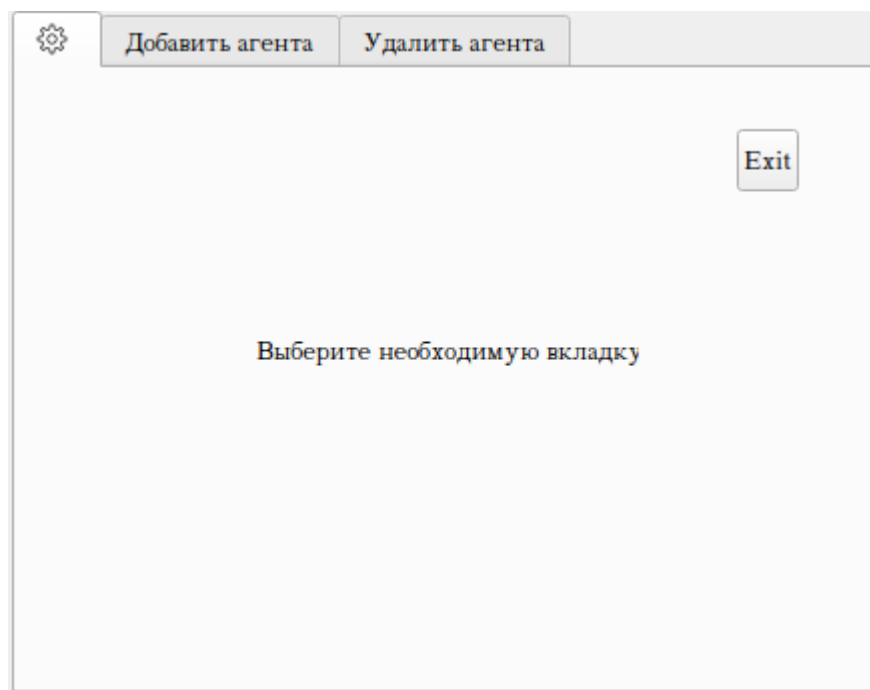 Добавить агента Удалить агента
Exit
Выберите необходимую вкладку